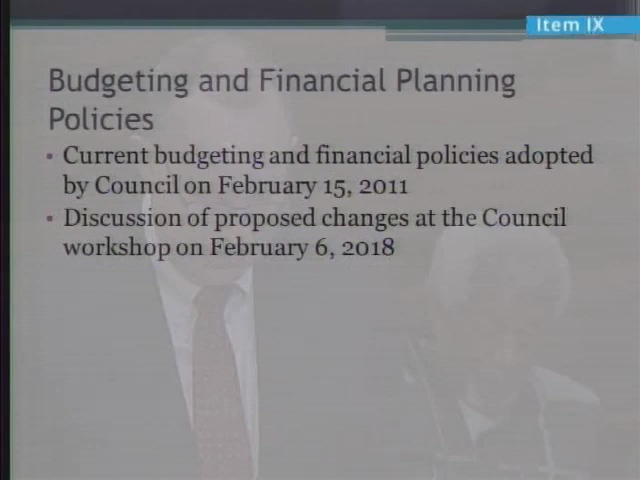 Item IX
Budgeting and Financial Planning
Policies
• Current budgeting and financial policies adopted
by Council on February 15, 2011
• Discussion of proposed changes at the Council
workshop on February 6, 2018